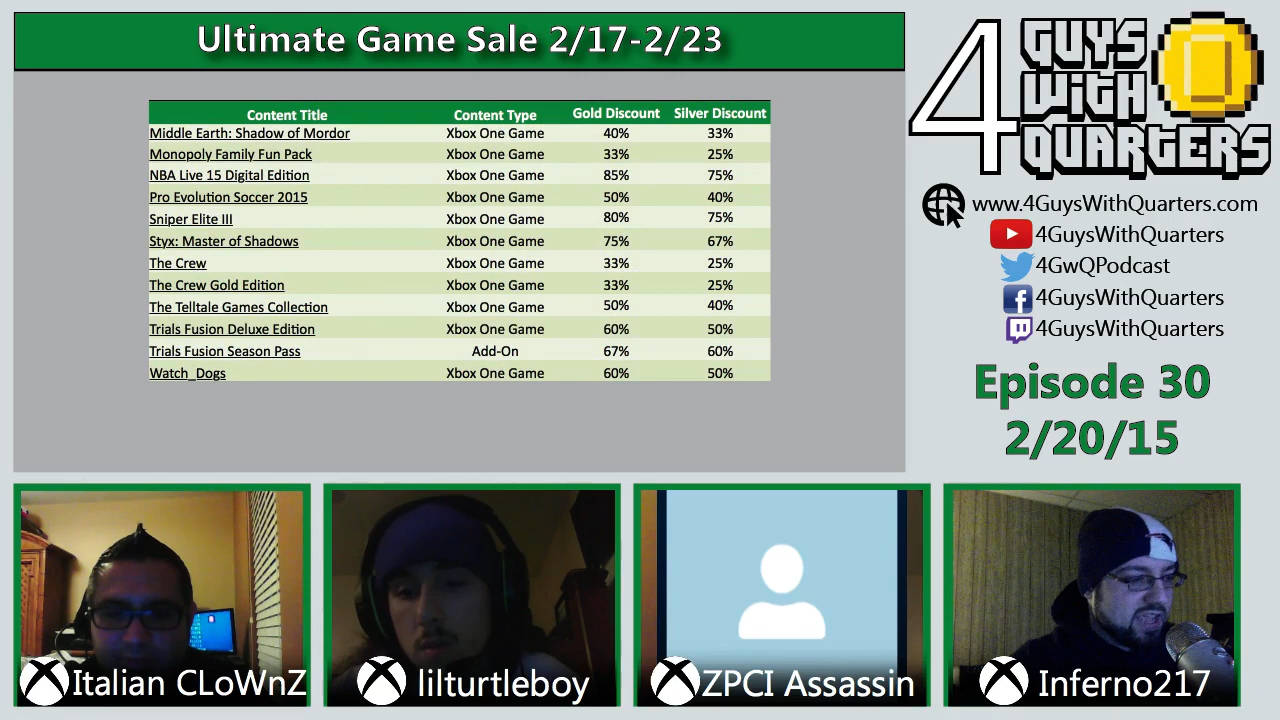 Ultimate Game Sale 2/17-2/23
Content Title Content Type Gold Discount Silver Discount
Middle Earth: Shadow of Mordor Xbox One Game 40% 33%
Monopoly Family Fun Pack Xbox One Game 33% 25%
NBA Live 15 Digital Edition Xbox One Game 85% 75%
Pro Evolution Soccer 2015 Xbox One Game 50% 40%
Sniper Elite III Xbox One Game 80% 75%
Styx: Master of Shadows Xbox One Game 75% 67%
The Crew Xbox One Game 33% 25%
The Crew Gold Edition Xbox One Game 33% 25%
The Telltale Games Collection Xbox One Game 50% 40%
Trials Fusion Deluxe Edition Xbox One Game 60% 50%
Trials Fusion Season Pass Add-On 67% 60%
Watch_Dogs Xbox One Game 60% 50%
4 GUYS
WiTH
QUARTERS
www.4GuysWithQuarters.com
4GuysWithQuarters
4GwQPodcast
4GuysWithQuarters
4GuysWithQuarters
Episode 30
2/20/15
Italian CLoWnZ
lilturtleboy
ZPCI Assassin
Inferno217